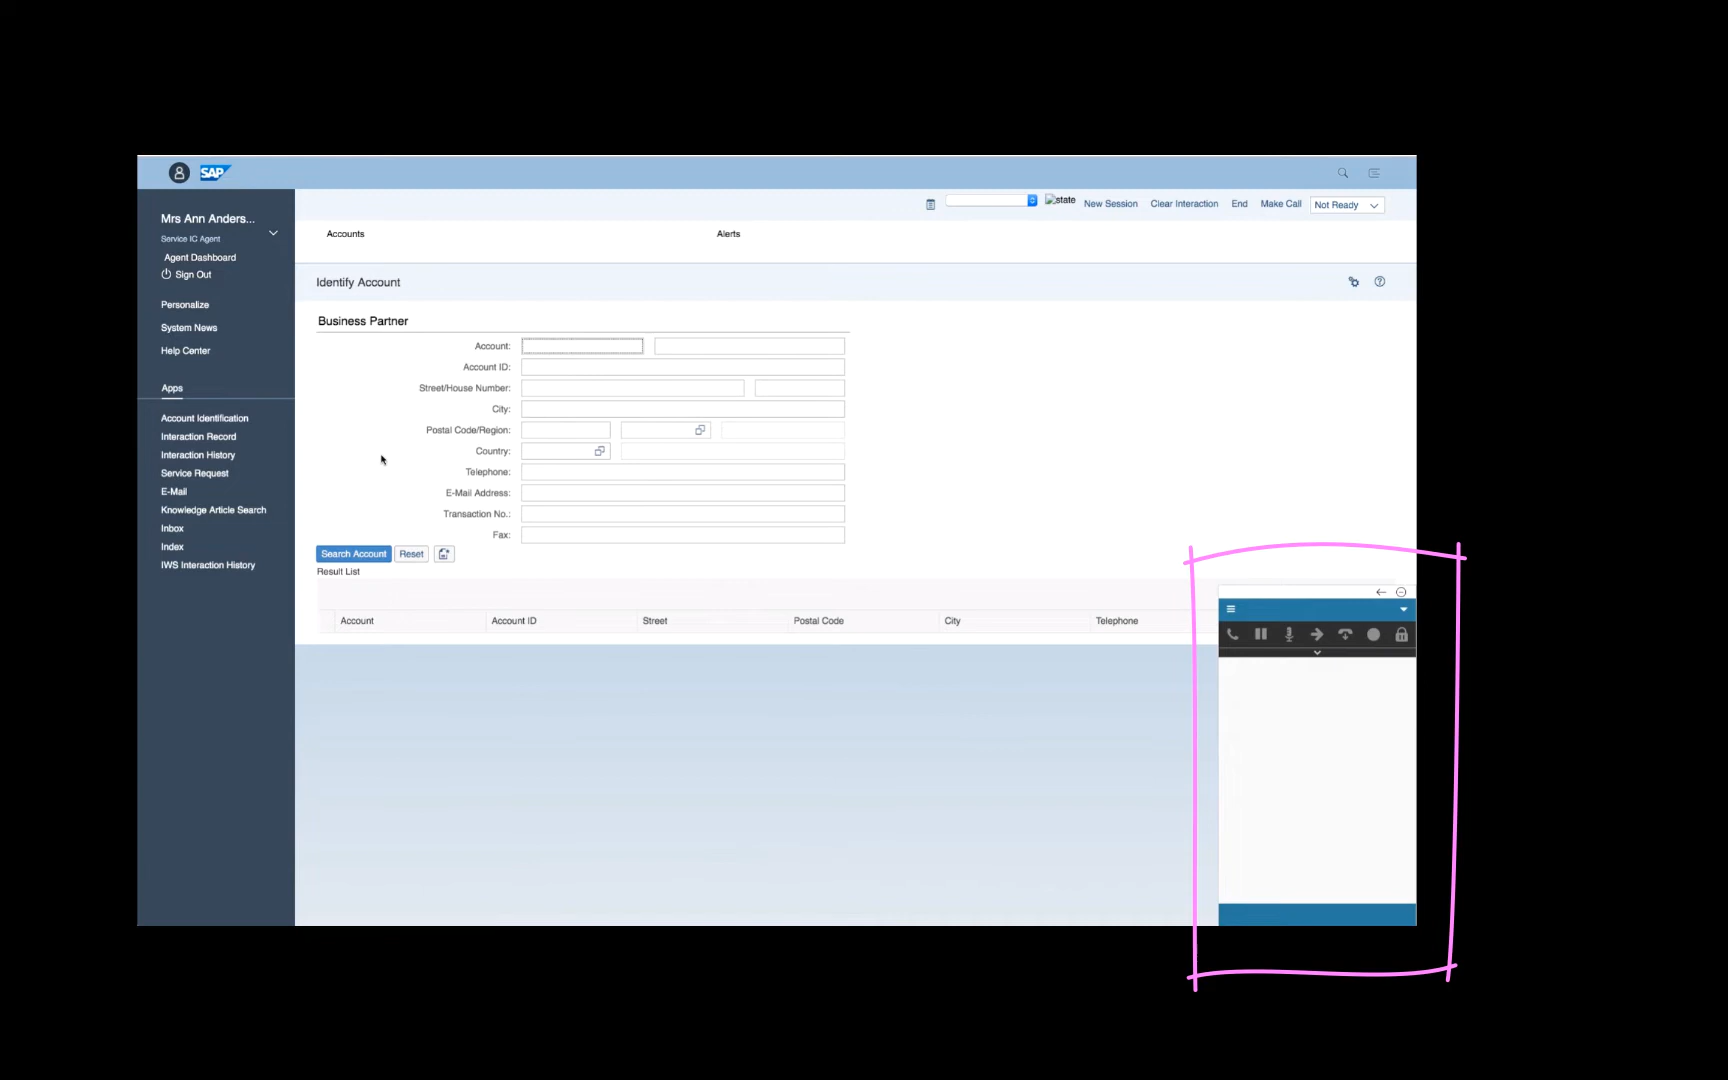 SAP
Mrs Ann Anders...
Service IC Agent
Agent Dashboard
Sign Out
Personalize
System News
Help Center
Apps
Account Identification
Interaction Record
Interaction History
Service Request
E-Mail
Knowledge Article Search
Inbox
Index
IWS Interaction History
state New Session Clear Interaction End Make Call Not Ready
Accounts Alerts
Identify Account
Business Partner
Account:
Account ID:
Street/House Number:
City:
Postal Code/Region:
Country:
Telephone:
E-Mail Address:
Transaction No.:
Fax:
Search Account Reset
Result List
Account Account ID Street Postal Code City Telephone